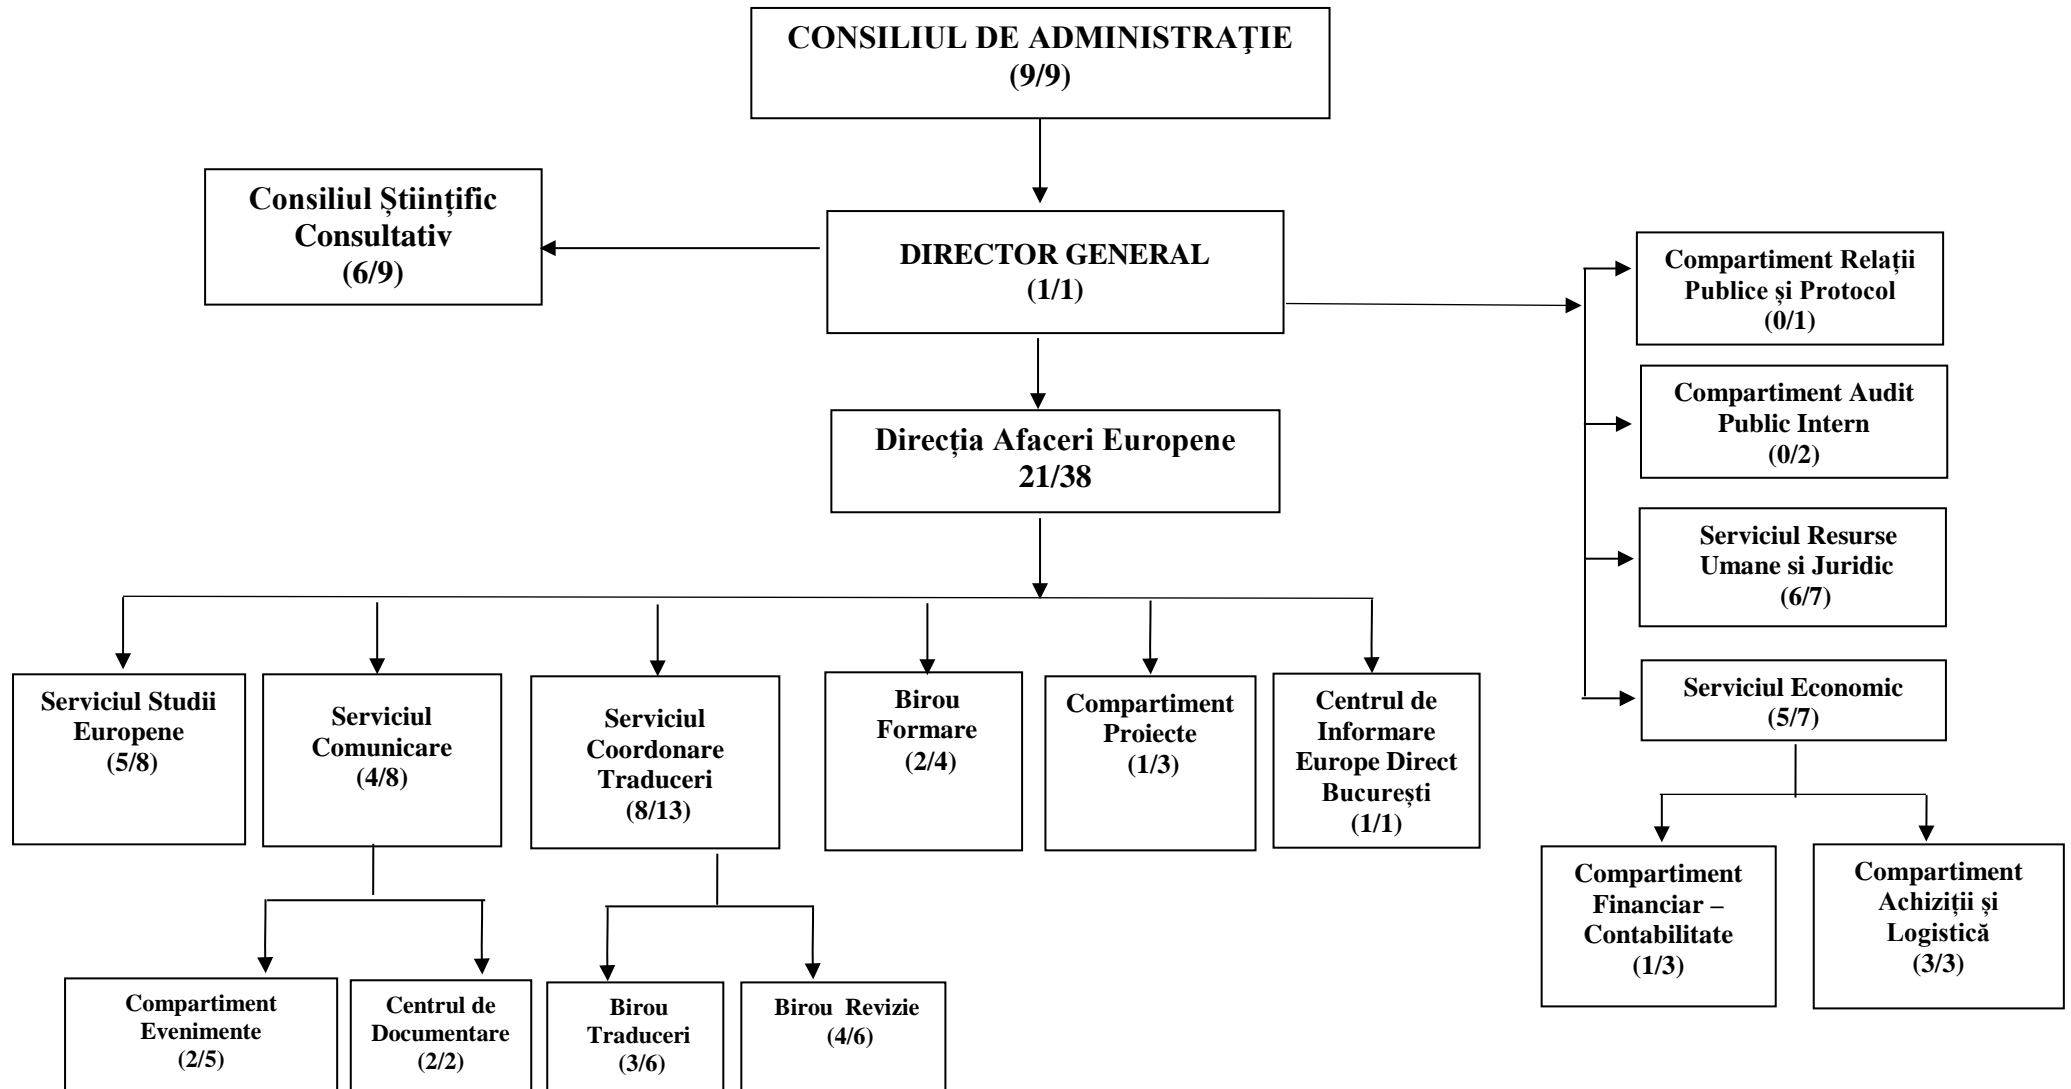 CONSILIUL DE ADMINISTRAŢIE
(9/9)
Consiliul Științific
Consultativ
(6/9)
DIRECTOR GENERAL
(1/1)
Compartiment Relații
Publice și Protocol
(0/1)
Compartiment Audit
Public Intern
(0/2)
Direcția Afaceri Europene
21/38
Serviciul Resurse
Umane si Juridic
(6/7)
Serviciul Economic
(5/7)
Serviciul Studii
Europene
(5/8)
Serviciul
Comunicare
(4/8)
Serviciul
Coordonare
Traduceri
(8/13)
Birou
Formare
(2/4)
Compartiment
Proiecte
(1/3)
Centrul de
Informare
Europe Direct
București
(1/1)
Compartiment
Financiar –
Contabilitate
(1/3)
Compartiment
Achiziții și
Logistică
(3/3)
Compartiment
Evenimente
(2/5)
Centrul de
Documentare
(2/2)
Birou
Traduceri
(3/6)
Birou Revizie
(4/6)